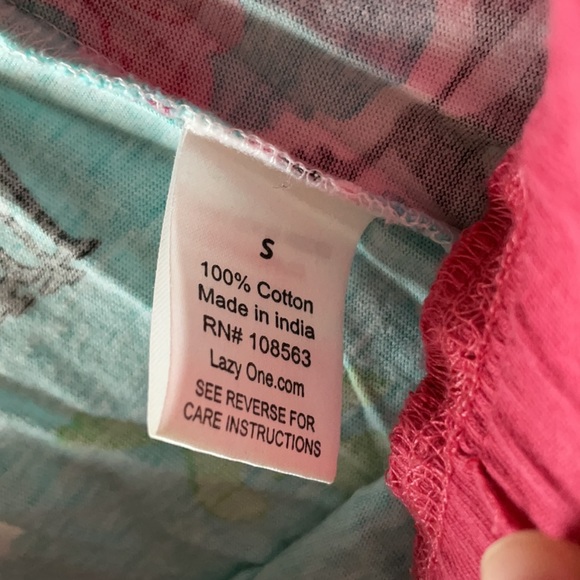 S
100% Cotton
Made in india
RN# 108563
Lazy One.com
SEE REVERSE FOR
CARE INSTRUCTIONS